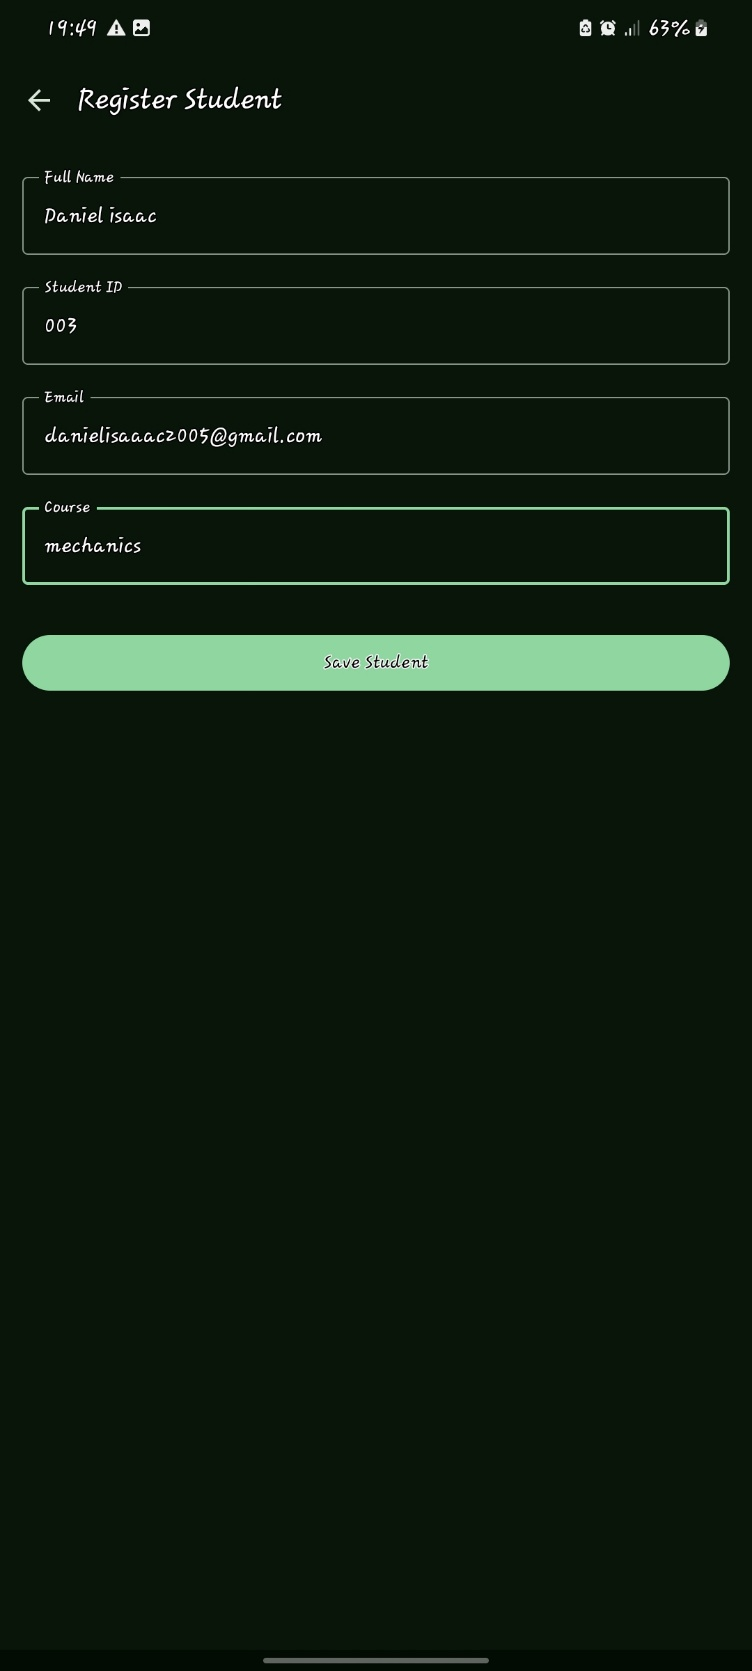 19:49
63%
Register Student
Full Name
Daniel isaac
Student ID
003
Email
danielisaaac2005@gmail.com
Course
mechanics
Save Student